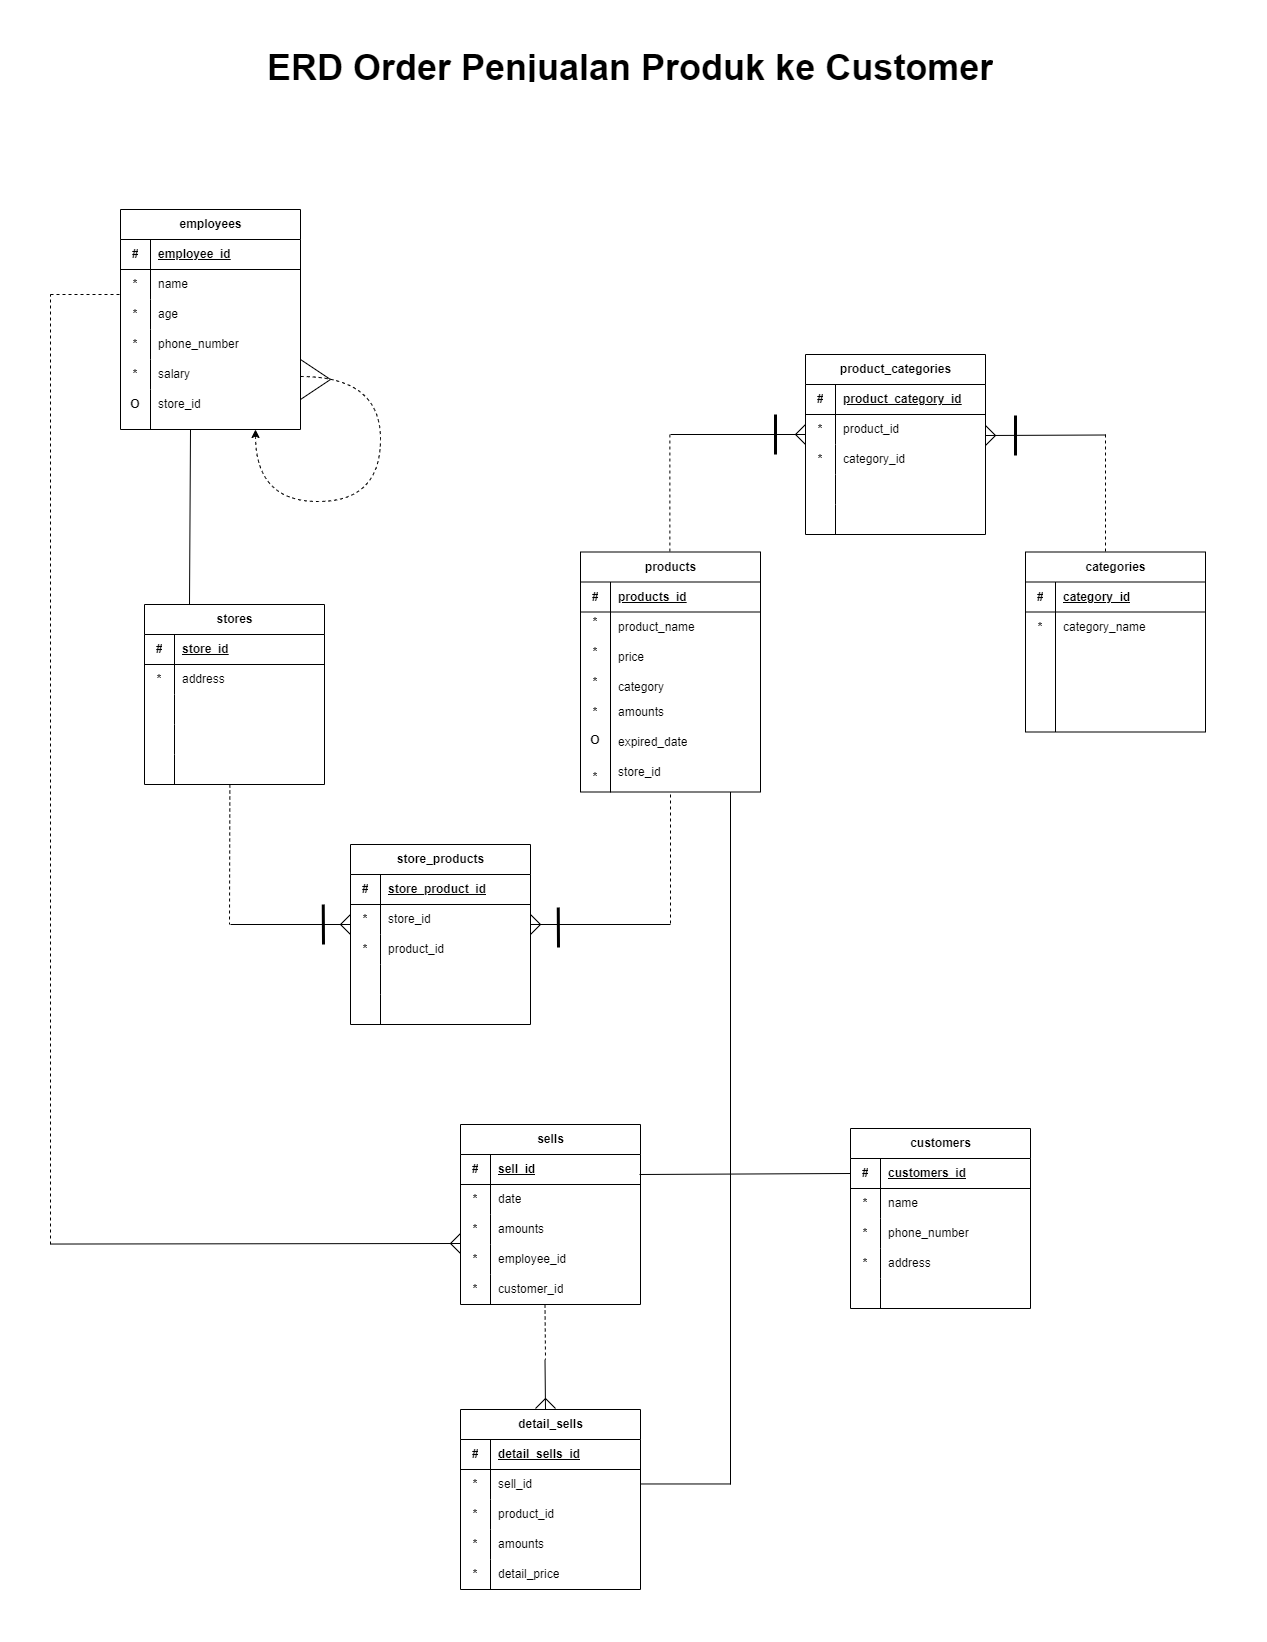 ERD Order Penjualan Produk ke Customer
employees
# employee_id
* name
* age
* phone_number
* salary
O store_id
product_categories
# product_category_id
* product_id
* category_id
products
# products_id
* product_name
* price
* category
* amounts
O expired_date
* store_id
categories
# category_id
* category_name
stores
# store_id
* address
store_products
# store_product_id
* store_id
* product_id
sells
# sell_id
* date
* amounts
* employee_id
* customer_id
customers
# customers_id
* name
* phone_number
* address
detail_sells
# detail_sells_id
* sell_id
* product_id
* amounts
* detail_price